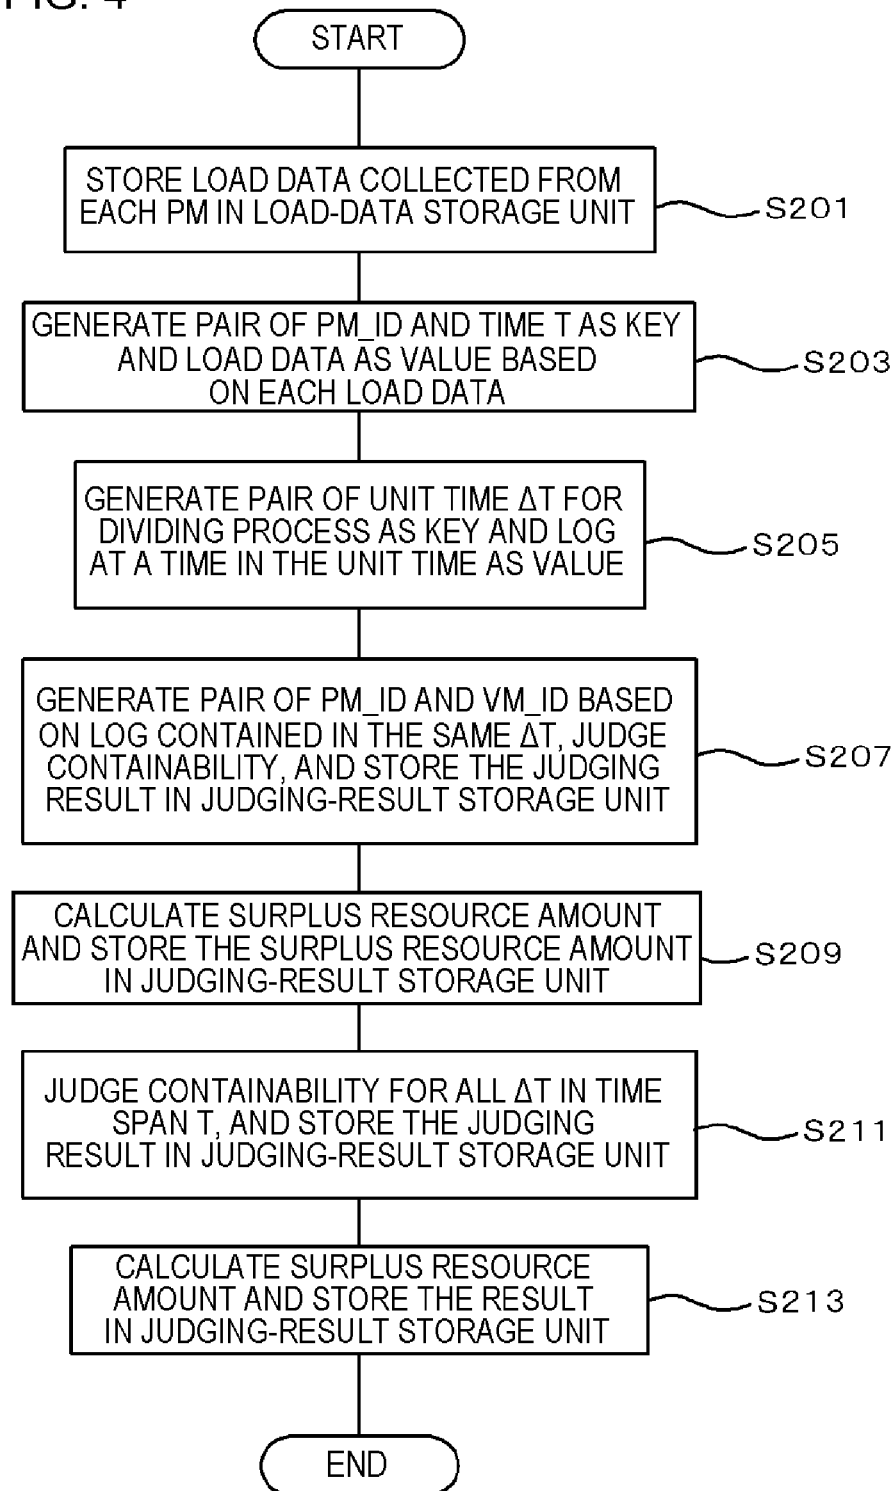 FIG. 4
START
STORE LOAD DATA COLLECTED FROM
EACH PM IN LOAD-DATA STORAGE UNIT
S201
GENERATE PAIR OF PM_ID AND TIME T AS KEY
AND LOAD DATA AS VALUE BASED
ON EACH LOAD DATA
S203
GENERATE PAIR OF UNIT TIME ΔT FOR
DIVIDING PROCESS AS KEY AND LOG
AT A TIME IN THE UNIT TIME AS VALUE
S205
GENERATE PAIR OF PM_ID AND VM_ID BASED
ON LOG CONTAINED IN THE SAME ΔT, JUDGE
CONTAINABILITY, AND STORE THE JUDGING
RESULT IN JUDGING-RESULT STORAGE UNIT
S207
CALCULATE SURPLUS RESOURCE AMOUNT
AND STORE THE SURPLUS RESOURCE AMOUNT
IN JUDGING-RESULT STORAGE UNIT
S209
JUDGE CONTAINABILITY FOR ALL ΔT IN TIME
SPAN T, AND STORE THE JUDGING
RESULT IN JUDGING-RESULT STORAGE UNIT
S211
CALCULATE SURPLUS RESOURCE
AMOUNT AND STORE THE RESULT
IN JUDGING-RESULT STORAGE UNIT
S213
END